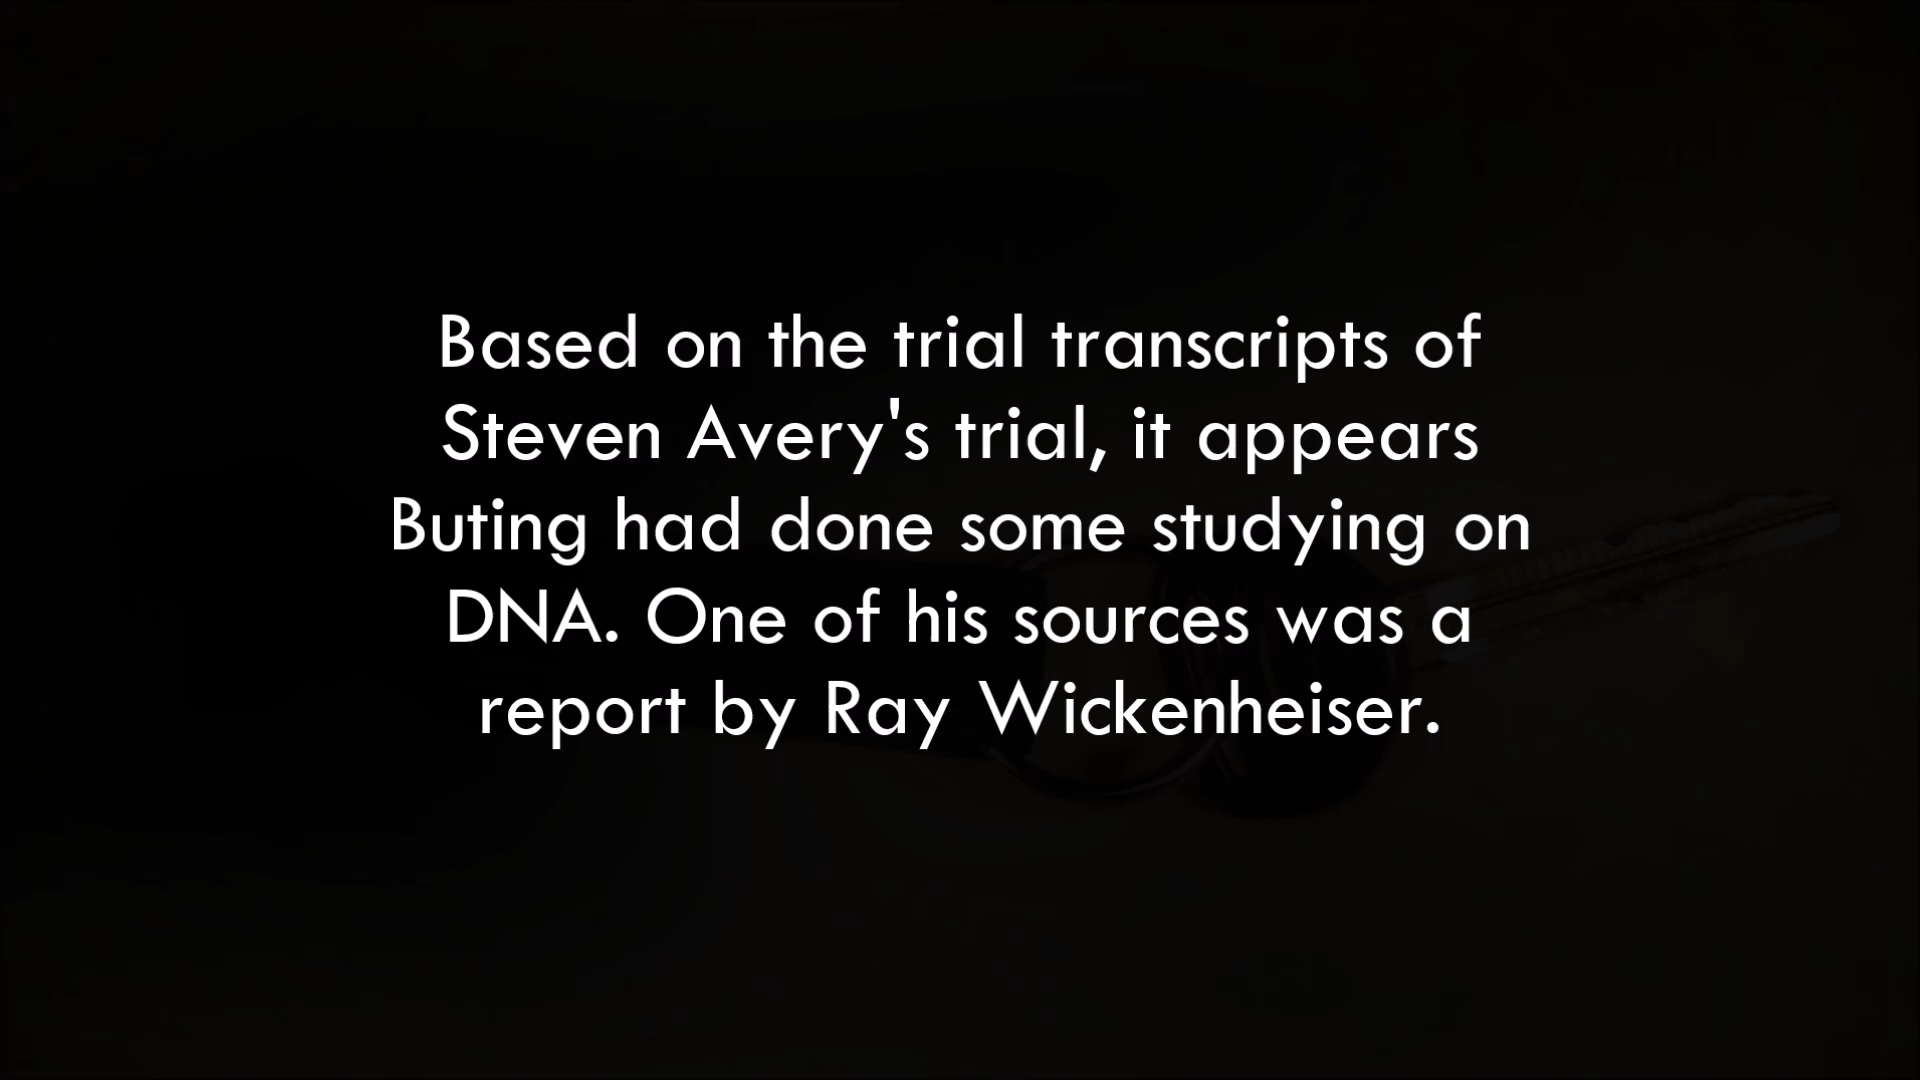 Based on the trial transcripts of
Steven Avery's trial, it appears
Buting had done some studying on
DNA. One of his sources was a
report by Ray Wickenheiser.